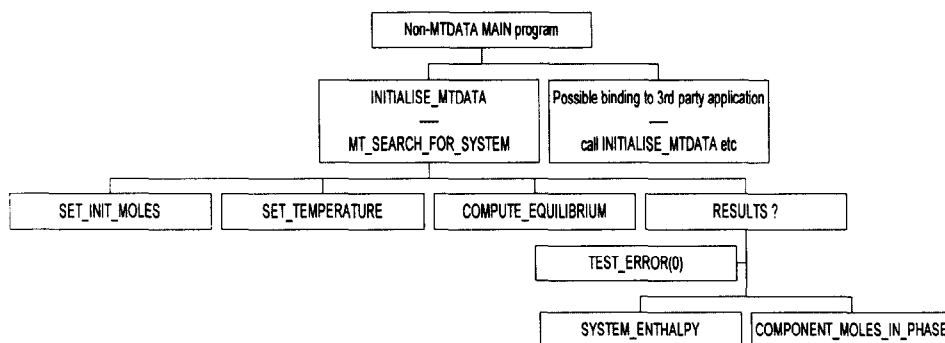 Non-MTDATA MAIN program
INITIALISE_MTDATA
MT_SEARCH_FOR_SYSTEM
Possible binding to 3rd party application
call INITIALISE_MTDATA etc
SET_INIT_MOLES
SET_TEMPERATURE
COMPUTE_EQUILIBRIUM
RESULTS ?
TEST_ERROR(0)
SYSTEM_ENTHALPY
COMPONENT_MOLES_IN_PHASE